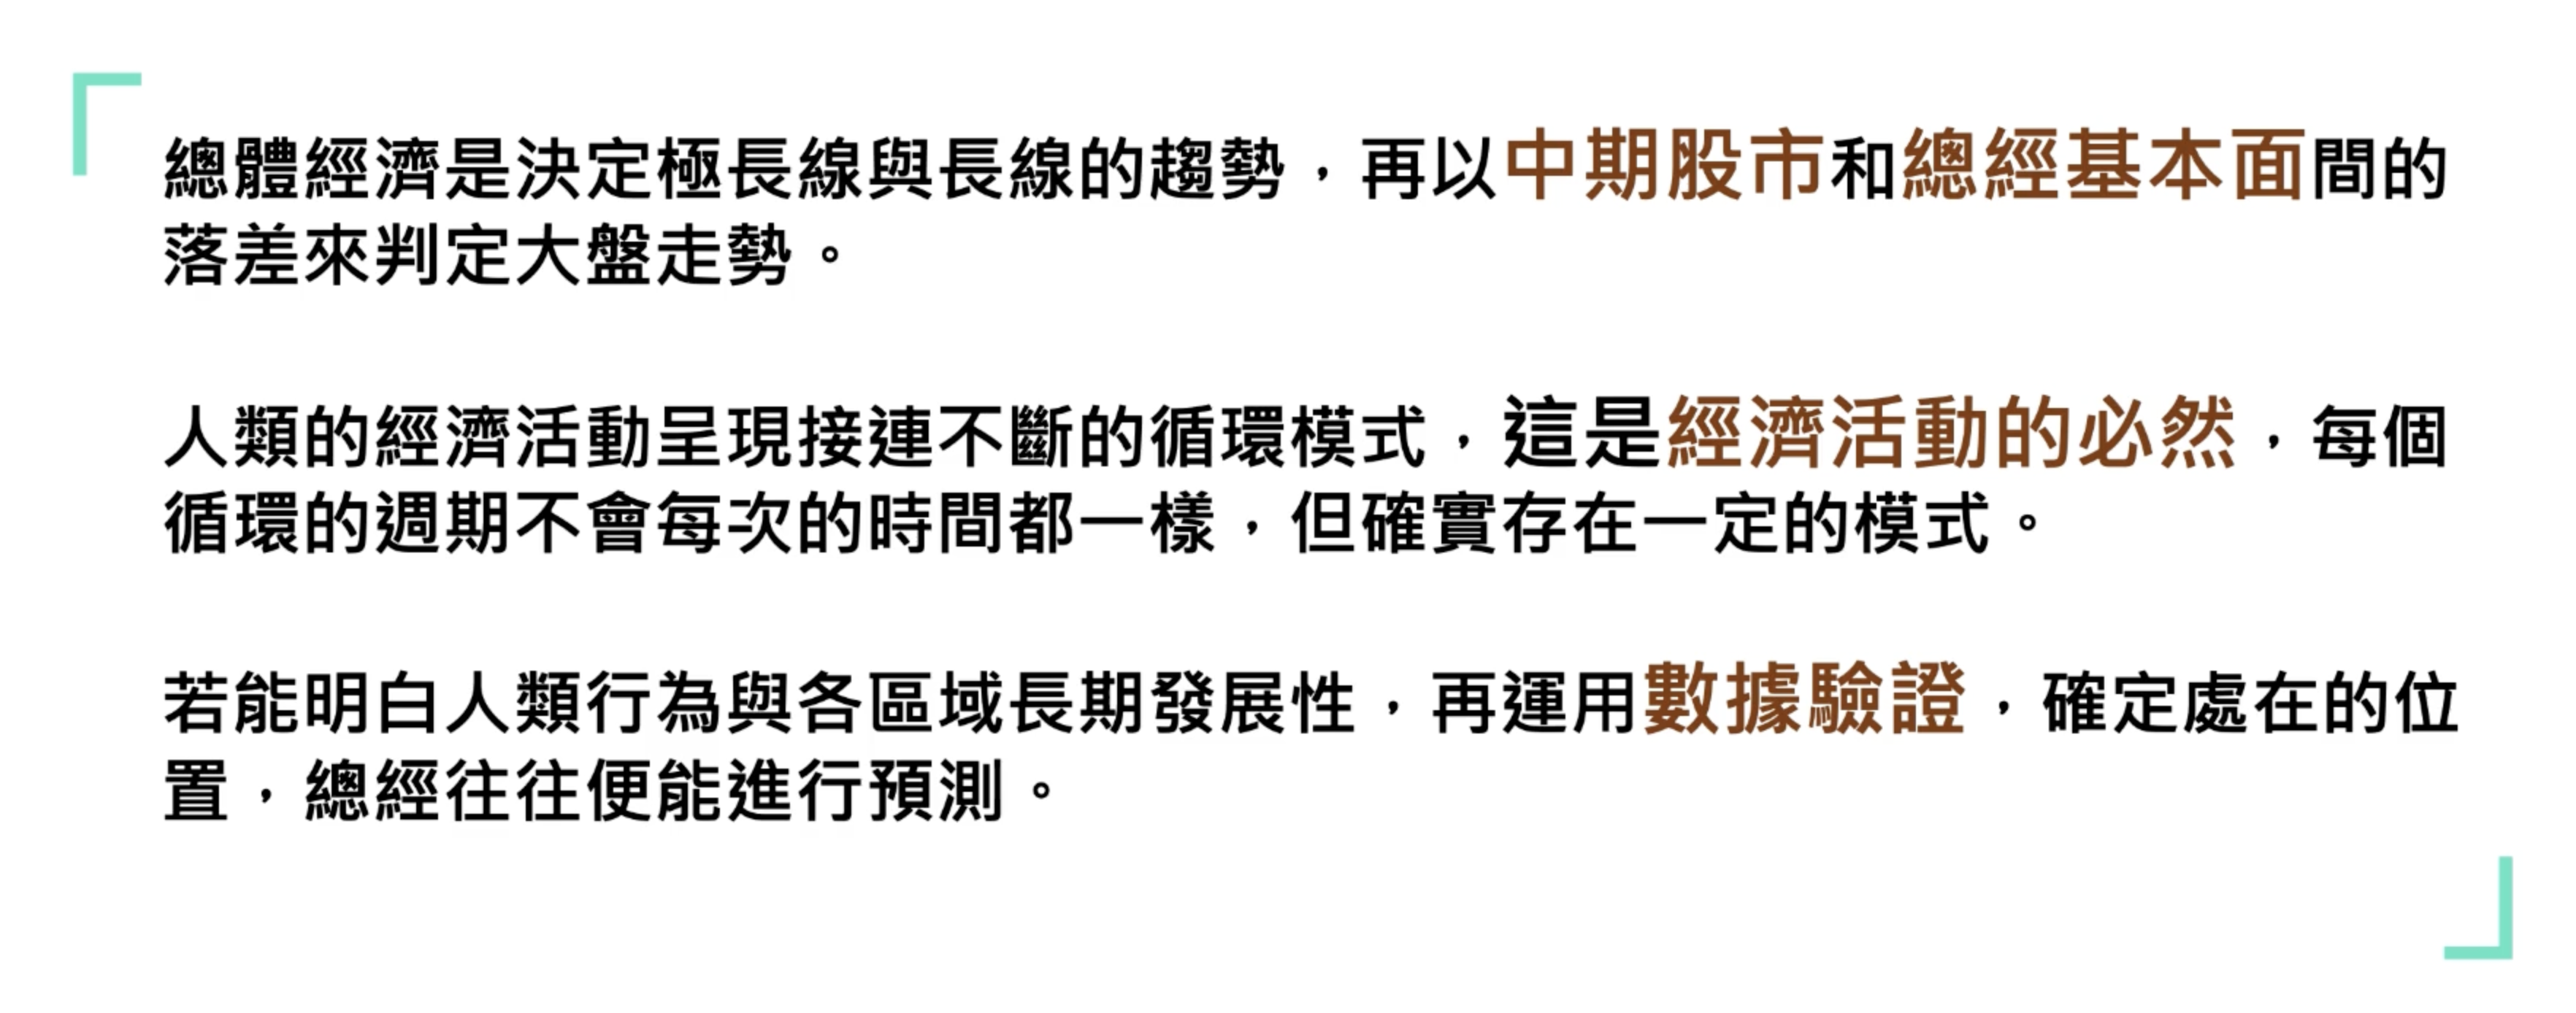 總體經濟是決定極長線與長線的趨勢，再以中期股市和總經基本面間的
落差來判定大盤走勢。
人類的經濟活動呈現接連不斷的循環模式，這是經濟活動的必然，每個
循環的週期不會每次的時間都一樣，但確實存在一定的模式。
若能明白人類行為與各區域長期發展性，再運用數據驗證，確定處在的位
置，總經往往便能進行預測。